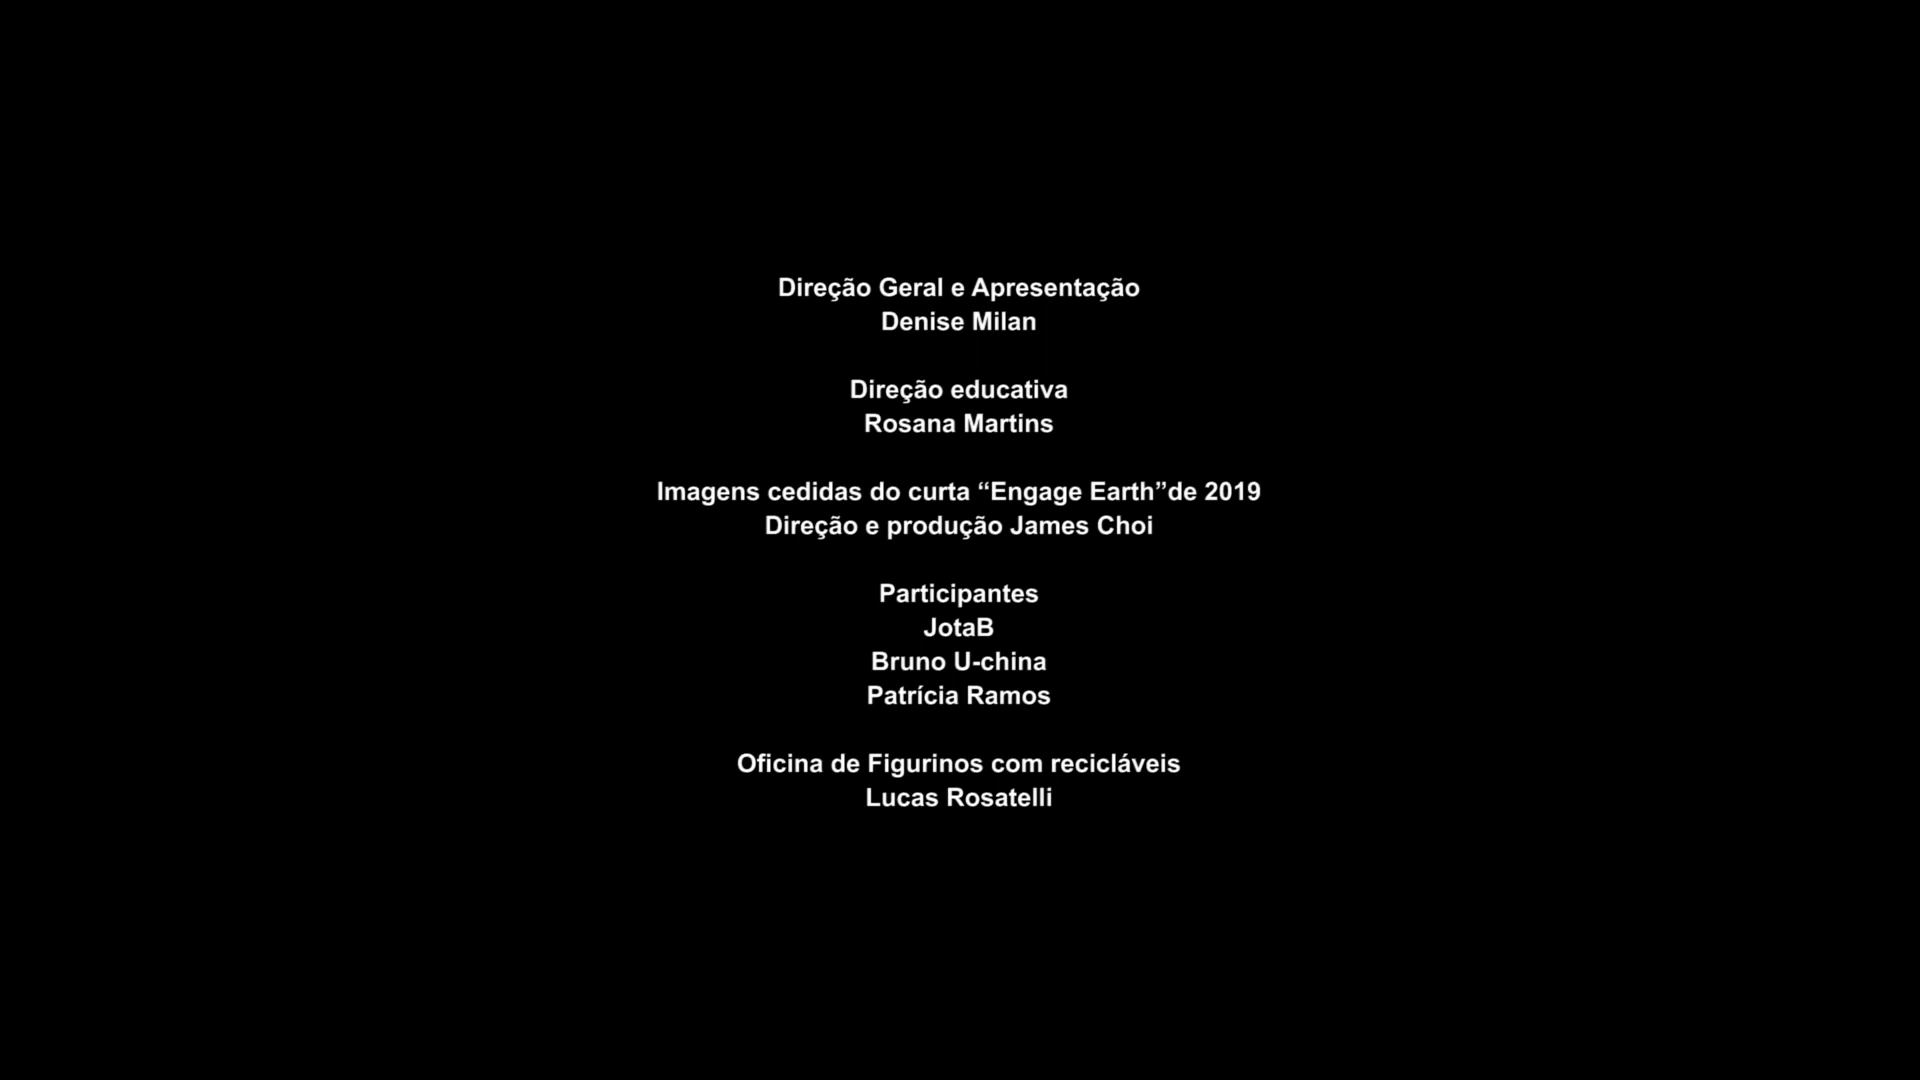 Direção Geral e Apresentação
Denise Milan
Direção educativa
Rosana Martins
Imagens cedidas do curta “Engage Earth”de 2019
Direção e produção James Choi
Participantes
JotaB
Bruno U-china
Patrícia Ramos
Oficina de Figurinos com recicláveis
Lucas Rosatelli